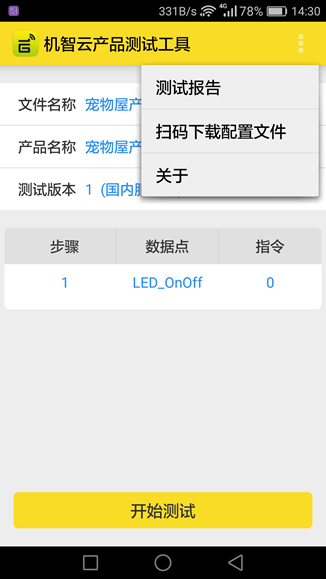 331B/s 4G 78% 14:30
机智云产品测试工具
测试报告
文件名称 宠物屋产
扫码下载配置文件
产品名称 宠物屋产
关于
测试版本 1 (国内
步骤 数据点 指令
1 LED_OnOff 0
开始测试